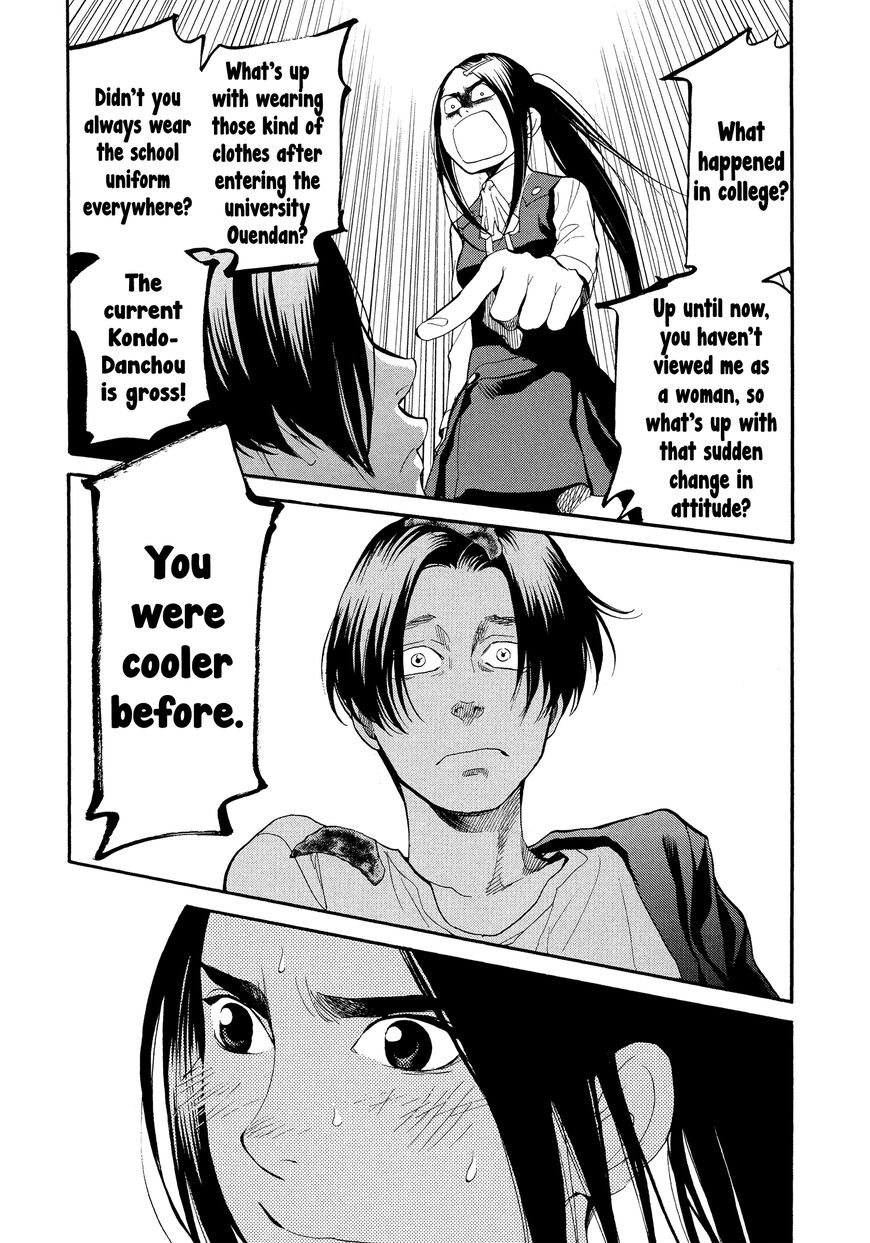 What
happened
in college?
Up until now,
you haven't
viewed me as
a woman, so
what's up with
that sudden
change in
attitude?
What's up
with wearing
those kind of
clothes after
entering the
university
Ouendan?
Didn't you
always wear
the school
uniform
everywhere?
The
current
Kondo-
Danchou
is gross!
You
were
cooler
before.